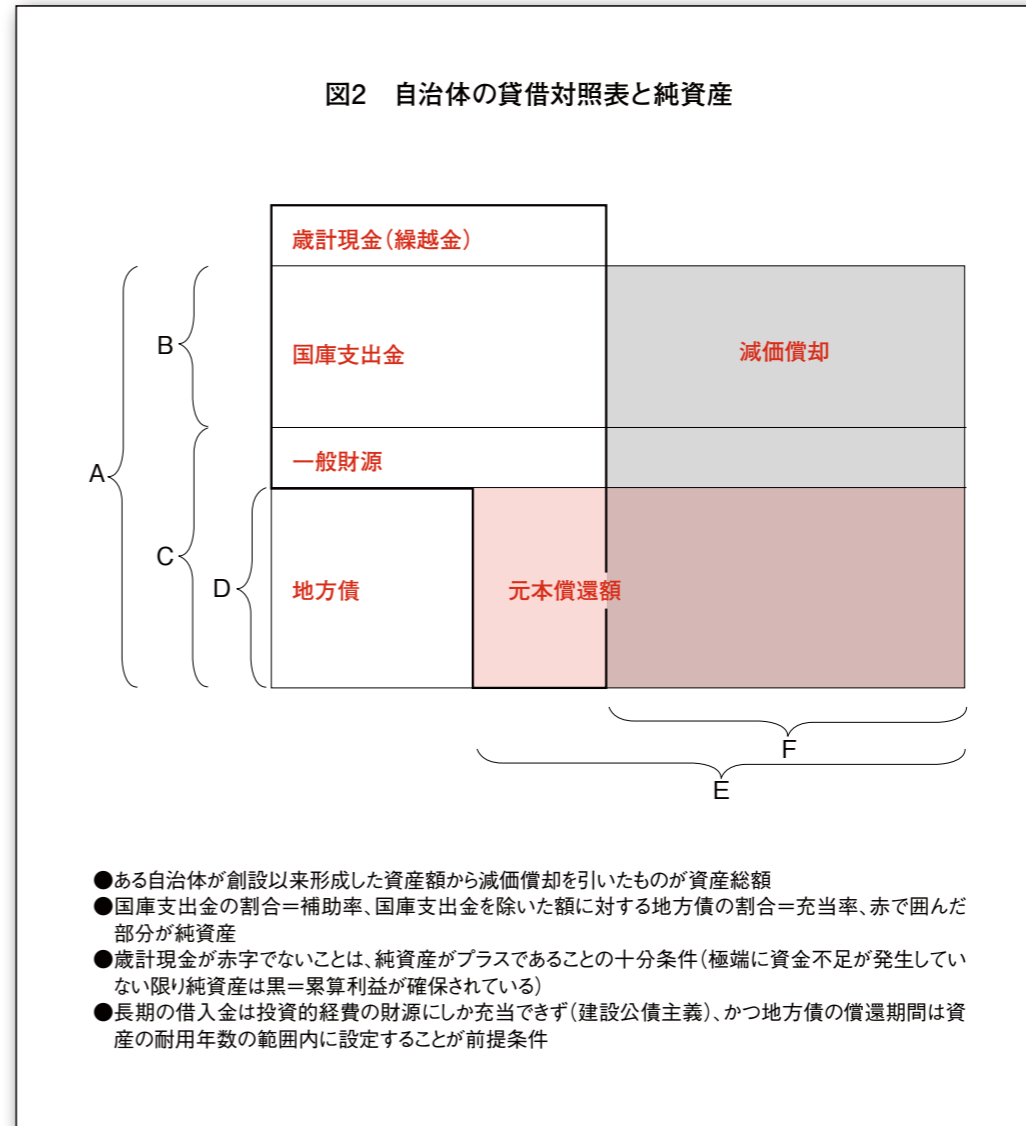 図2　自治体の貸借対照表と純資産
歳計現金（繰越金）
国庫支出金
減価償却
一般財源
地方債
元本償還額
A
B
C
D
F
E
●ある自治体が創設以来形成した資産額から減価償却を引いたものが資産総額
●国庫支出金の割合＝補助率、国庫支出金を除いた額に対する地方債の割合＝充当率、赤で囲んだ
部分が純資産
●歳計現金が赤字でないことは、純資産がプラスであることの十分条件（極端に資金不足が発生してい
ない限り純資産は黒＝累算利益が確保されている）
●長期の借入金は投資的経費の財源にしか充当できず（建設公債主義）、かつ地方債の償還期間は資
産の耐用年数の範囲内に設定することが前提条件